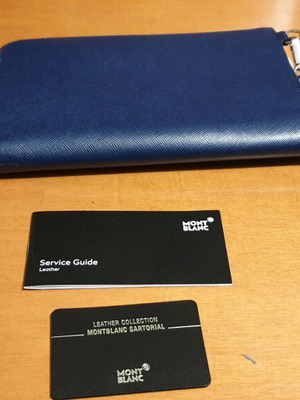 MONT
BLANC
Service Guide
Leather
LEATHER COLLECTION
MONTBLANC SARTORIAL
MONT
BLANC